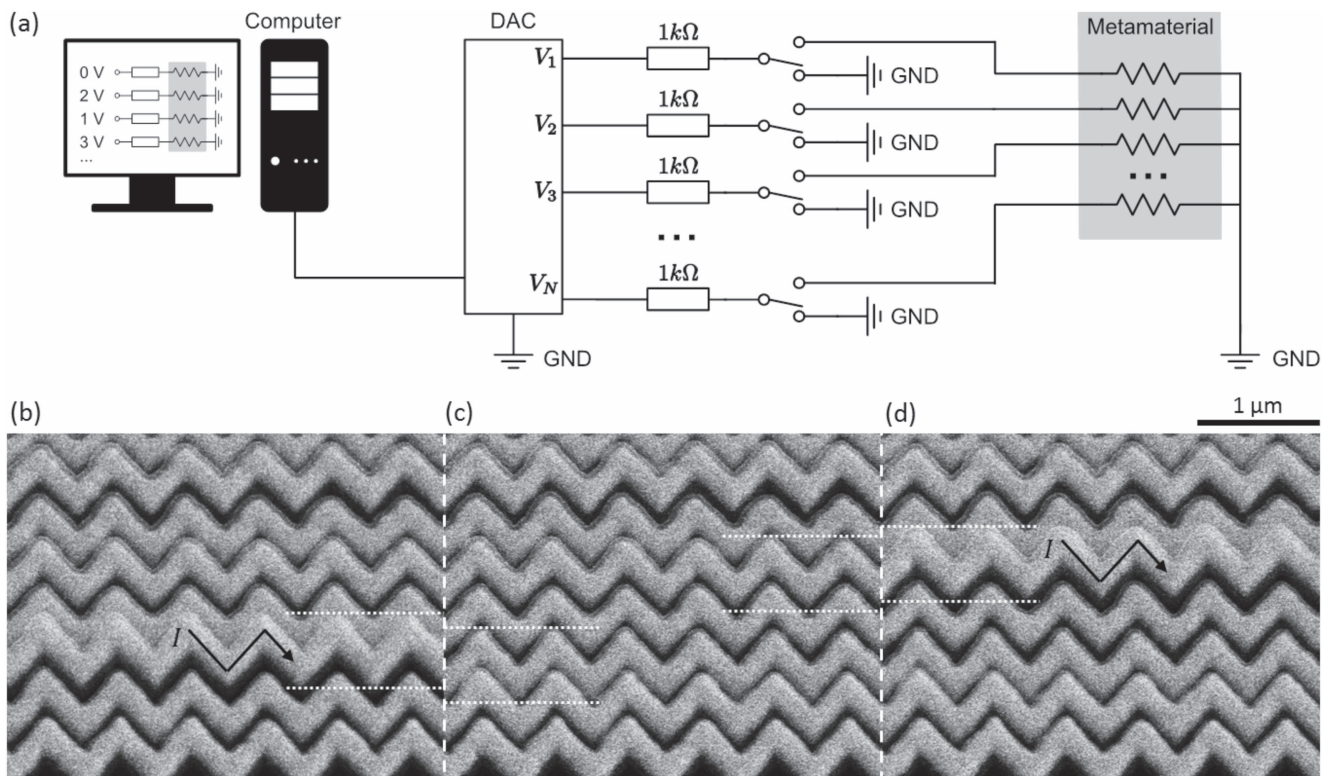 (a)
Computer
DAC
Metamaterial
0 V
2 V
1 V
3 V
...
V1
1kΩ
GND
V2
1kΩ
GND
V3
1kΩ
GND
...
...
VN
1kΩ
GND
GND
GND
(b)
(c)
(d)
1 μm
I
I